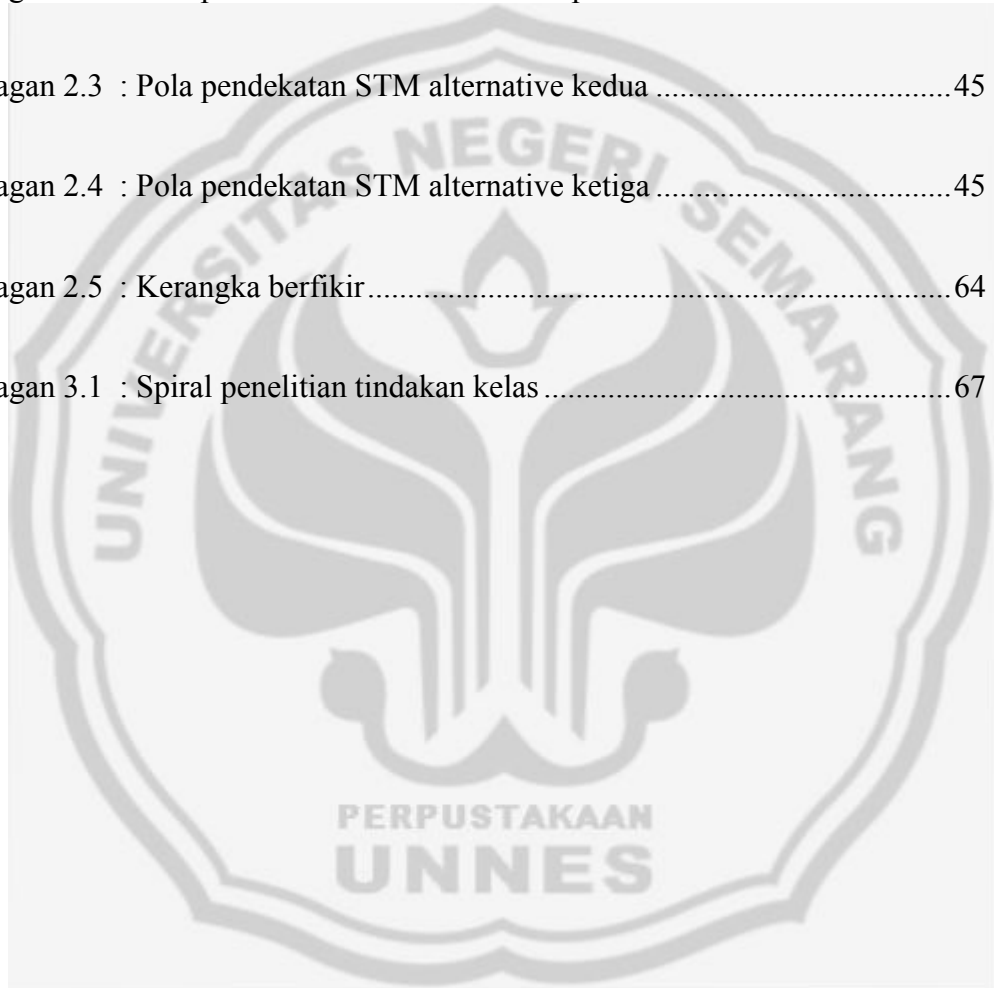 agan 2.3 : Pola pendekatan STM alternative kedua ................................. 45
agan 2.4 : Pola pendekatan STM alternative ketiga ................................. 45
agan 2.5 : Kerangka berfikir ................................. 64
agan 3.1 : Spiral penelitian tindakan kelas ................................. 67
UNIVERSITAS NEGERI SEMARANG
PERPUSTAKAAN
UNNES